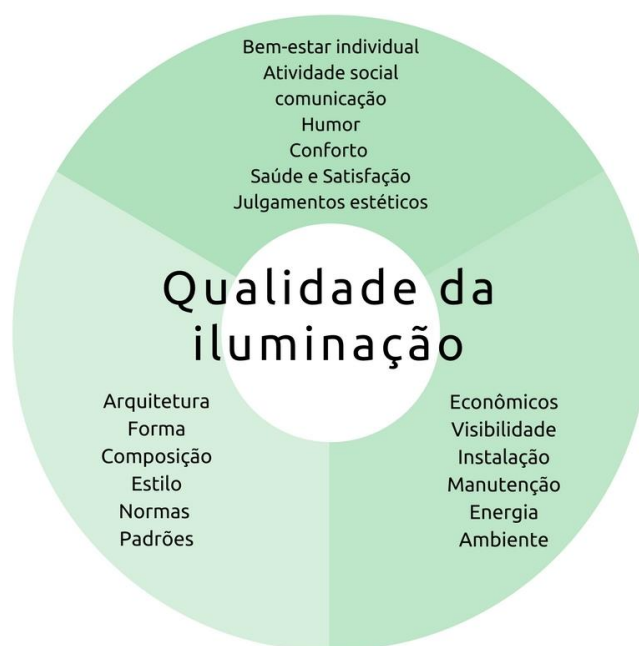 Bem-estar individual
Atividade social
comunicação
Humor
Conforto
Saúde e Satisfação
Julgamentos estéticos
Qualidade da
iluminação
Arquitetura
Forma
Composição
Estilo
Normas
Padrões
Econômicos
Visibilidade
Instalação
Manutenção
Energia
Ambiente